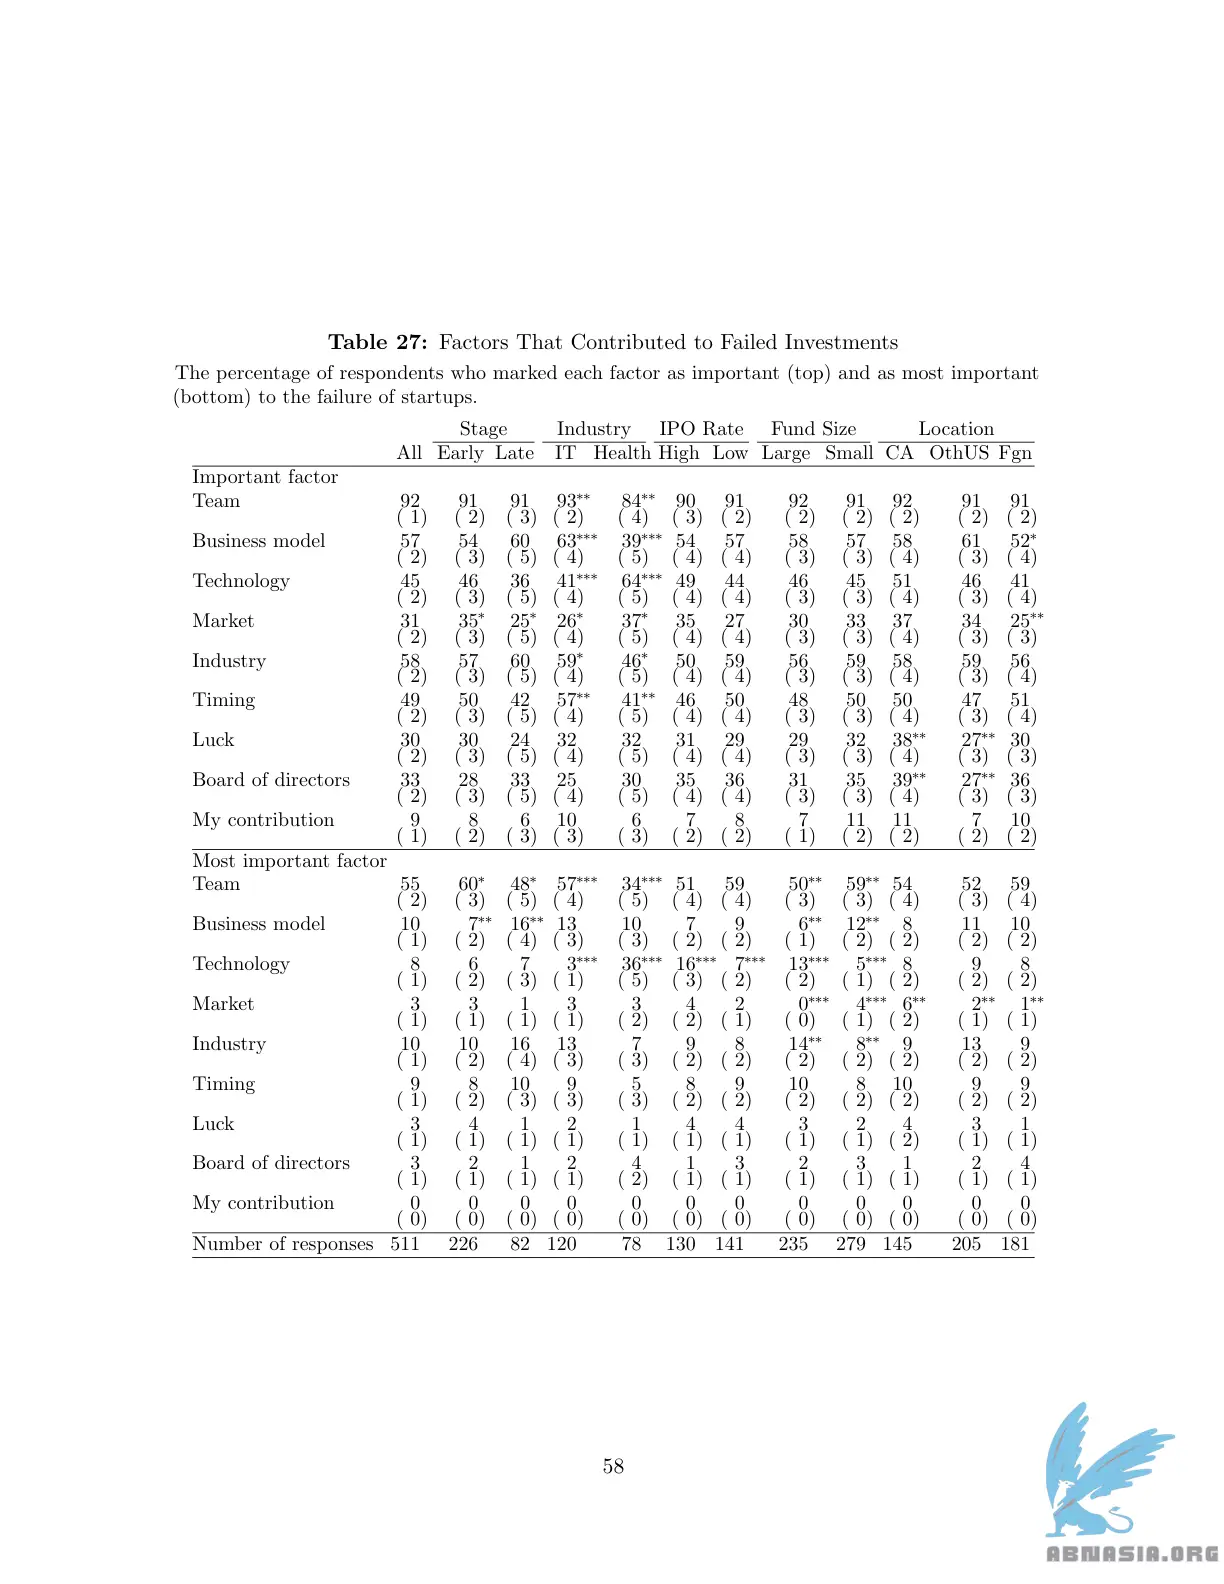 Table 27: Factors That Contributed to Failed Investments
The percentage of respondents who marked each factor as important (top) and as most important
(bottom) to the failure of startups.
Stage Industry IPO Rate Fund Size Location
All Early Late IT Health High Low Large Small CA OthUS Fgn
Important factor
Team 92 91 91 93** 84** 90 91 92 91 92 91 91
( 1) ( 2) ( 3) ( 2) ( 4) ( 3) ( 2) ( 2) ( 2) ( 2) ( 2) ( 2)
Business model 57 54 60 63*** 39*** 54 57 58 57 58 61 52*
( 2) ( 3) ( 5) ( 4) ( 5) ( 4) ( 4) ( 3) ( 3) ( 4) ( 3) ( 4)
Technology 45 46 36 41*** 64*** 49 44 46 45 51 46 41
( 2) ( 3) ( 5) ( 4) ( 5) ( 4) ( 4) ( 3) ( 3) ( 4) ( 3) ( 4)
Market 31 35* 25* 26* 37* 35 27 30 33 37 34 25**
( 2) ( 3) ( 5) ( 4) ( 5) ( 4) ( 4) ( 3) ( 3) ( 4) ( 3) ( 3)
Industry 58 57 60 59* 46* 50 59 56 59 58 59 56
( 2) ( 3) ( 5) ( 4) ( 5) ( 4) ( 4) ( 3) ( 3) ( 4) ( 3) ( 4)
Timing 49 50 42 57** 41** 46 50 48 50 50 47 51
( 2) ( 3) ( 5) ( 4) ( 5) ( 4) ( 4) ( 3) ( 3) ( 4) ( 3) ( 4)
Luck 30 30 24 32 32 31 29 29 32 38** 27** 30
( 2) ( 3) ( 5) ( 4) ( 5) ( 4) ( 4) ( 3) ( 3) ( 4) ( 3) ( 3)
Board of directors 33 28 33 25 30 35 36 31 35 39** 27** 36
( 2) ( 3) ( 5) ( 4) ( 5) ( 4) ( 4) ( 3) ( 3) ( 4) ( 3) ( 3)
My contribution 9 8 6 10 6 7 8 7 11 11 7 10
( 1) ( 2) ( 3) ( 3) ( 3) ( 2) ( 2) ( 1) ( 2) ( 2) ( 2) ( 2)
Most important factor
Team 55 60* 48* 57*** 34*** 51 59 50** 59** 54 52 59
( 2) ( 3) ( 5) ( 4) ( 5) ( 4) ( 4) ( 3) ( 3) ( 4) ( 3) ( 4)
Business model 10 7** 16** 13 10 7 9 6** 12** 8 11 10
( 1) ( 2) ( 4) ( 3) ( 3) ( 2) ( 2) ( 1) ( 2) ( 2) ( 2) ( 2)
Technology 8 6 7 3*** 36*** 16*** 7*** 13*** 5*** 8 9 8
( 1) ( 2) ( 3) ( 1) ( 5) ( 3) ( 2) ( 2) ( 1) ( 2) ( 2) ( 2)
Market 3 3 1 3 3 4 2 0*** 4*** 6** 2** 1**
( 1) ( 1) ( 1) ( 1) ( 2) ( 2) ( 1) ( 0) ( 1) ( 2) ( 1) ( 1)
Industry 10 10 16 13 7 9 8 14** 8** 9 13 9
( 1) ( 2) ( 4) ( 3) ( 3) ( 2) ( 2) ( 2) ( 2) ( 2) ( 2) ( 2)
Timing 9 8 10 9 5 8 9 10 8 10 9 9
( 1) ( 2) ( 3) ( 3) ( 3) ( 2) ( 2) ( 2) ( 2) ( 2) ( 2) ( 2)
Luck 3 4 1 2 1 4 4 3 2 4 3 1
( 1) ( 1) ( 1) ( 1) ( 1) ( 1) ( 1) ( 1) ( 1) ( 2) ( 1) ( 1)
Board of directors 3 2 1 2 4 1 3 2 3 1 2 4
( 1) ( 1) ( 1) ( 1) ( 2) ( 1) ( 1) ( 1) ( 1) ( 1) ( 1) ( 1)
My contribution 0 0 0 0 0 0 0 0 0 0 0 0
( 0) ( 0) ( 0) ( 0) ( 0) ( 0) ( 0) ( 0) ( 0) ( 0) ( 0) ( 0)
Number of responses 511 226 82 120 78 130 141 235 279 145 205 181
58
ABNASIA.ORG